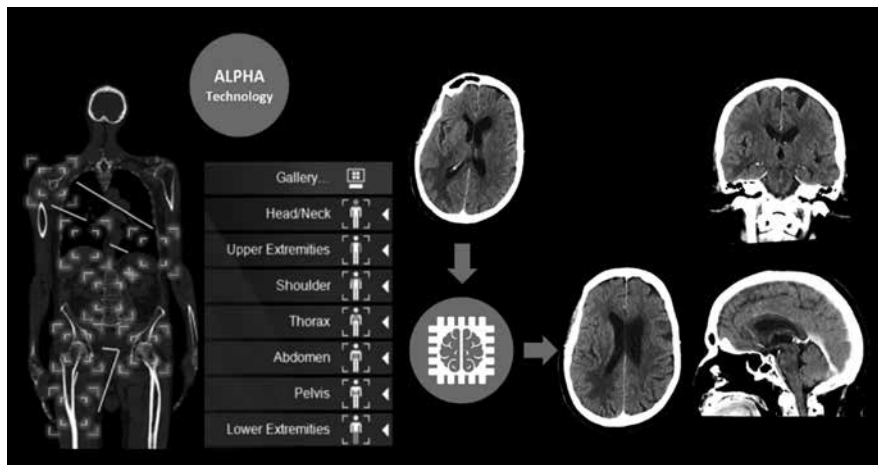 ALPHA
Technology
Gallery...
Head/Neck
Upper Extremities
Shoulder
Thorax
Abdomen
Pelvis
Lower Extremities